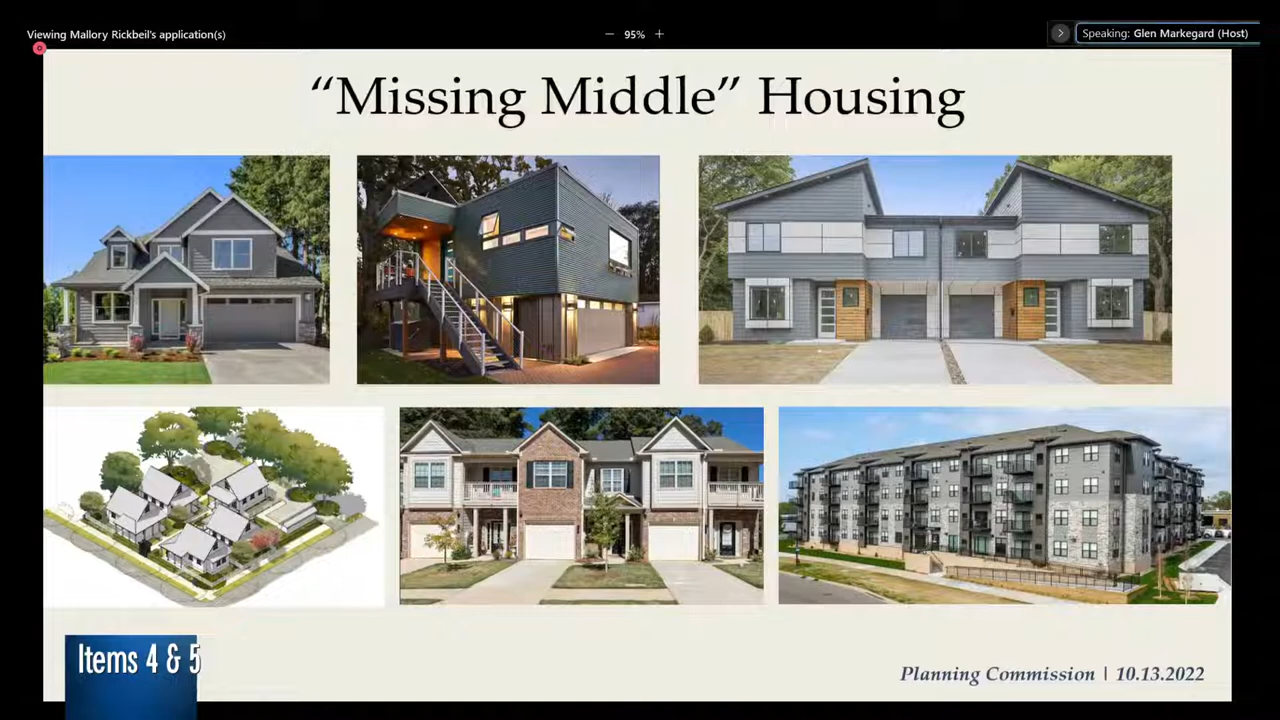 Viewing Mallory Rickbeil's application(s)
— 95% +
Speaking: Glen Markegard (Host)
“Missing Middle” Housing
Items 4 & 5
Planning Commission | 10.13.2022